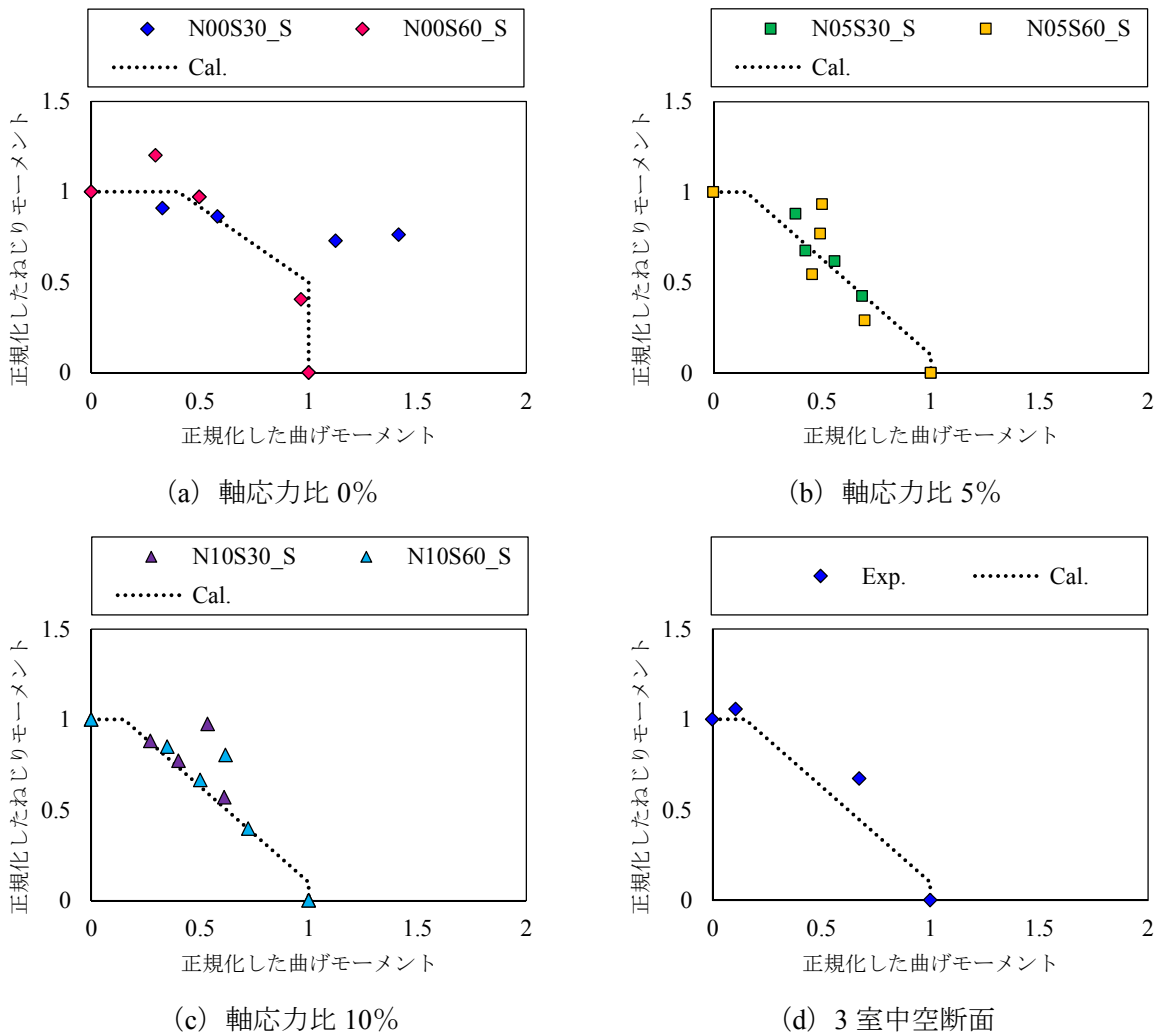 N00S30_S N00S60_S
Cal.
正規化したねじりモーメント
1.5
1
0.5
0
0 0.5 1 1.5 2
正規化した曲げモーメント
(a) 軸応力比 0%
N05S30_S N05S60_S
Cal.
正規化したねじりモーメント
1.5
1
0.5
0
0 0.5 1 1.5 2
正規化した曲げモーメント
(b) 軸応力比 5%
N10S30_S N10S60_S
Cal.
正規化したねじりモーメント
1.5
1
0.5
0
0 0.5 1 1.5 2
正規化した曲げモーメント
(c) 軸応力比 10%
Exp. Cal.
正規化したねじりモーメント
1.5
1
0.5
0
0 0.5 1 1.5 2
正規化した曲げモーメント
(d) 3 室中空断面